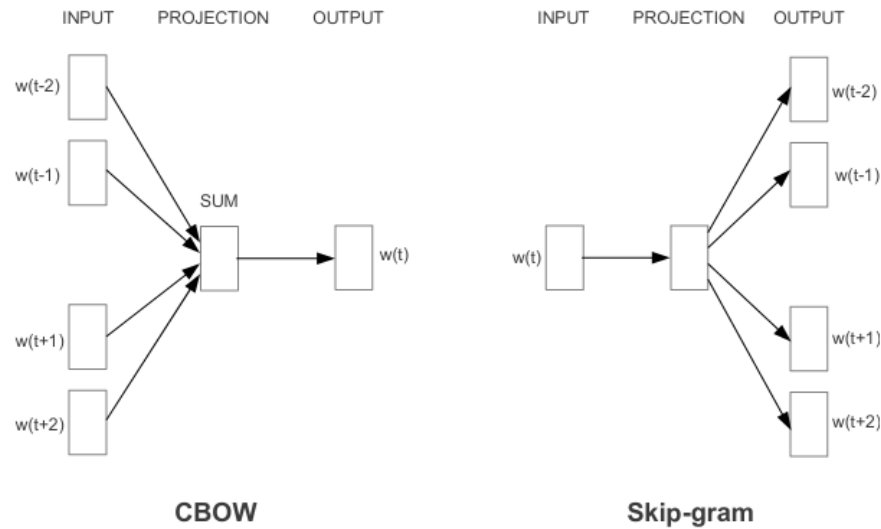 INPUT PROJECTION OUTPUT
w(t-2)
w(t-1)
SUM
w(t)
w(t+1)
w(t+2)
CBOW
INPUT PROJECTION OUTPUT
w(t-2)
w(t-1)
w(t)
w(t+1)
w(t+2)
Skip-gram